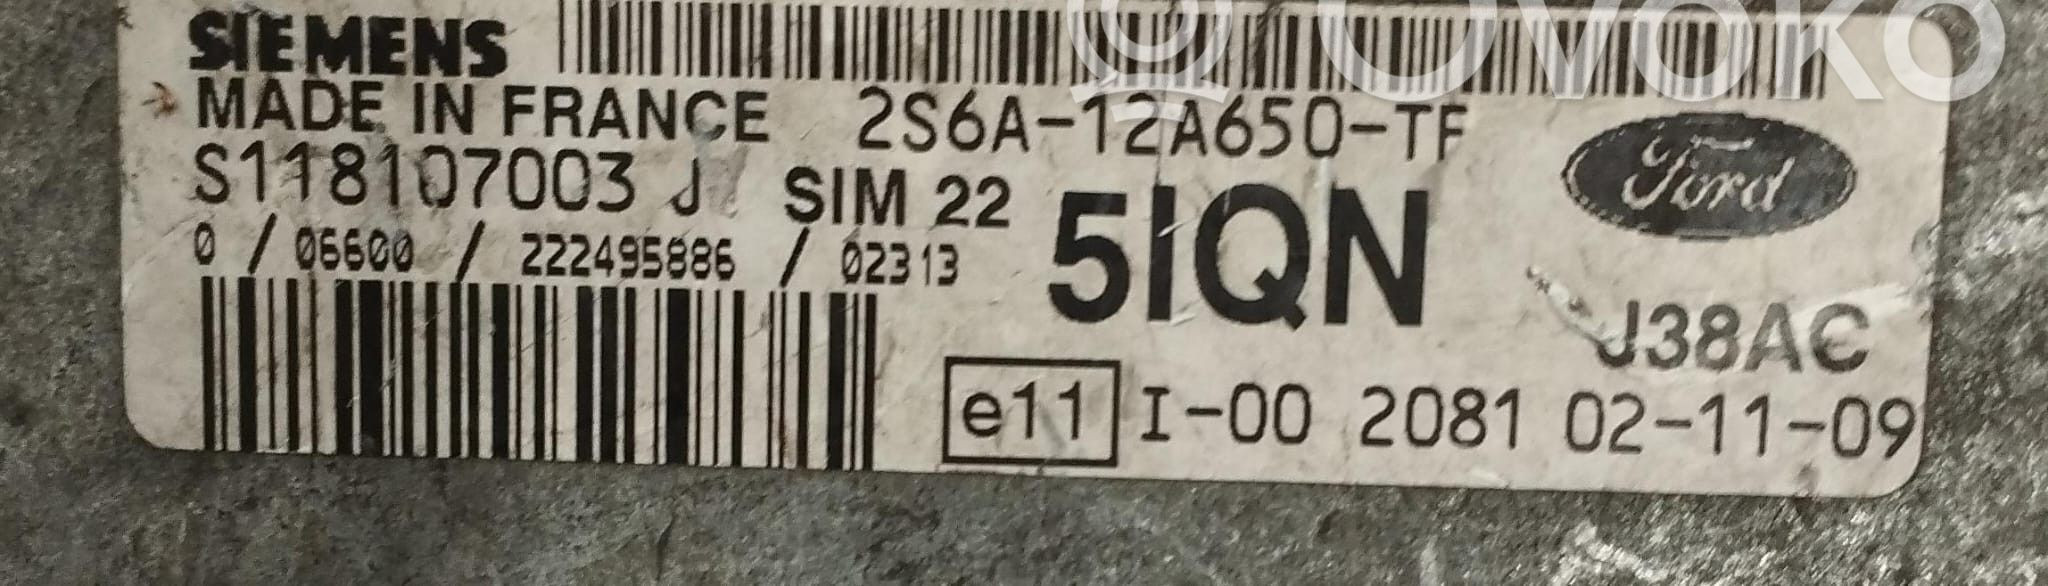 SIEMENS
Ovoko
MADE IN FRANCE 2S6A-12A650-TF
Ford
S118107003 J SIM 22
5IQN
0 / 06600 / 222495886 / 02313
J38AC
e11 I-00 2081 02-11-09